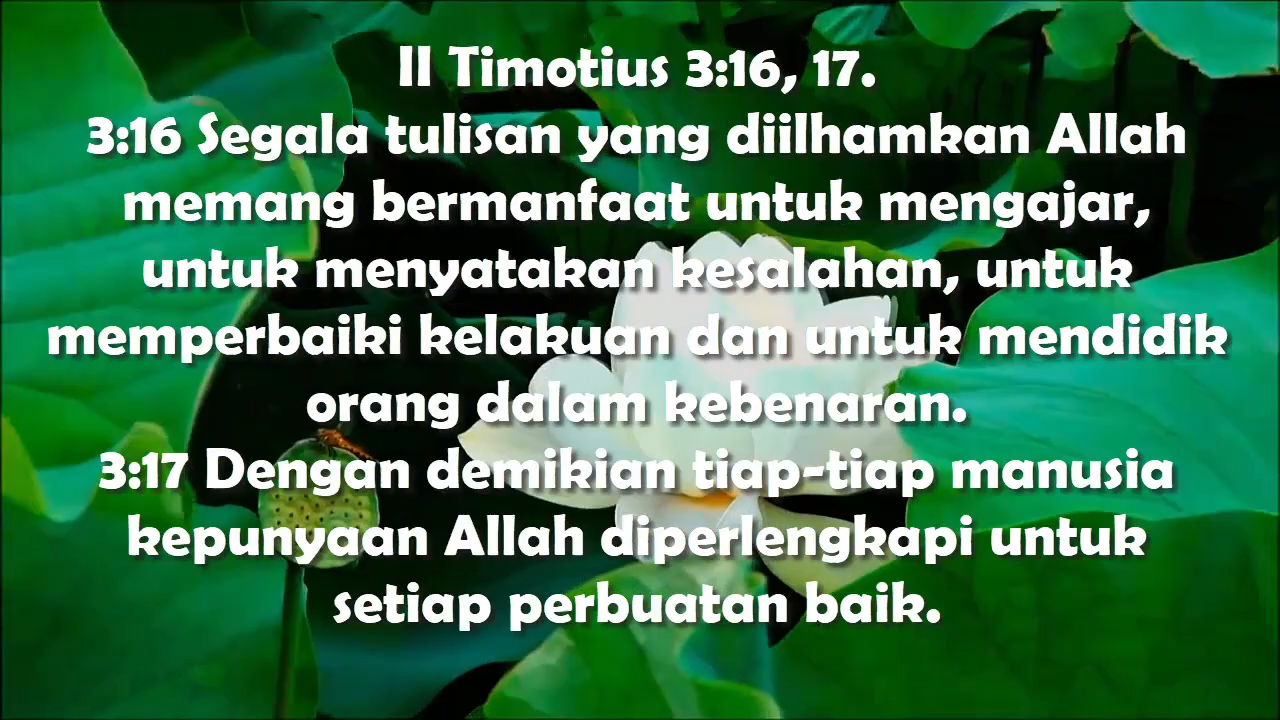 II Timotius 3:16, 17.
3:16 Segala tulisan yang diilhamkan Allah
memang bermanfaat untuk mengajar,
untuk menyatakan kesalahan, untuk
memperbaiki kelakuan dan untuk mendidik
orang dalam kebenaran.
3:17 Dengan demikian tiap-tiap manusia
kepunyaan Allah diperlengkapi untuk
setiap perbuatan baik.